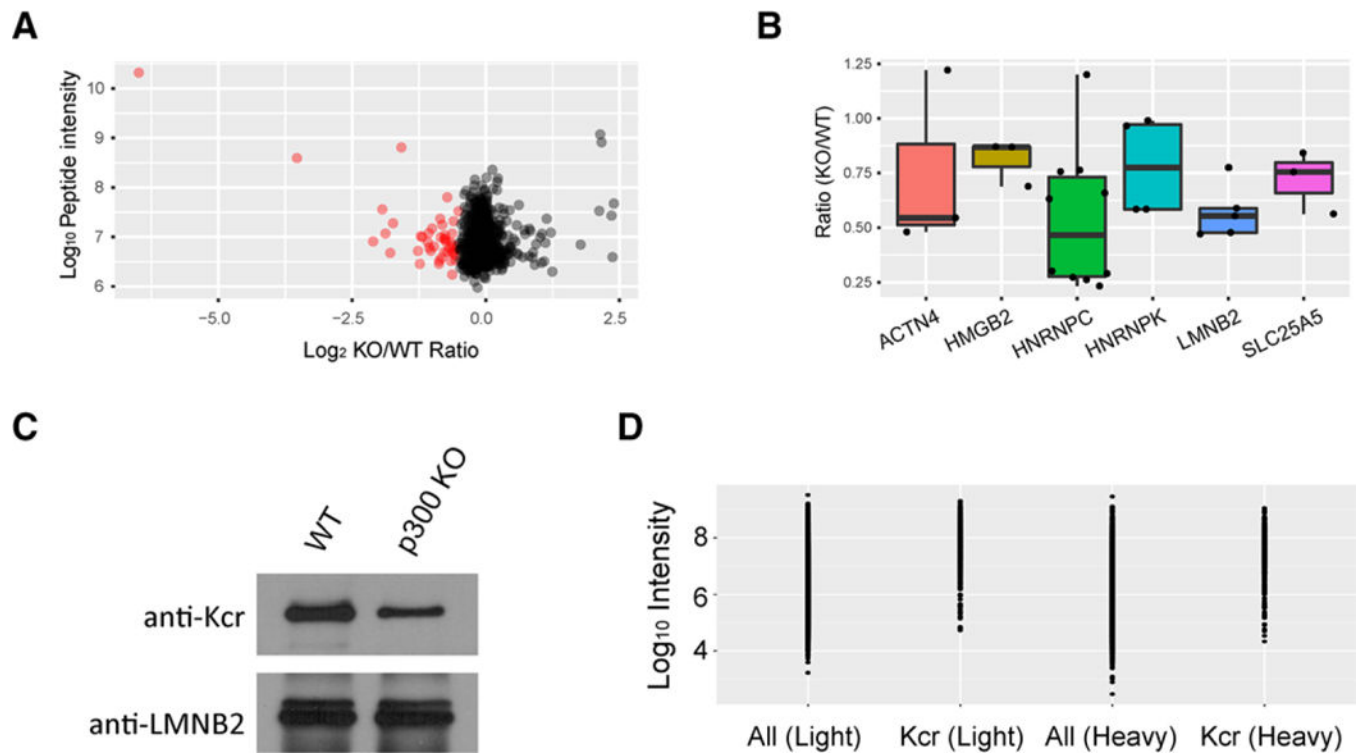 A
Log₁₀ Peptide intensity
10
9
8
7
6
−5.0
−2.5
0.0
2.5
Log₂ KO/WT Ratio
B
Ratio (KO/WT)
1.25
1.00
0.75
0.50
0.25
ACTN4
HMGB2
HNRNPC
HNRNPK
LMNB2
SLC25A5
C
WT
p300 KO
anti-Kcr
anti-LMNB2
D
Log₁₀ Intensity
8
6
4
All (Light)
Kcr (Light)
All (Heavy)
Kcr (Heavy)